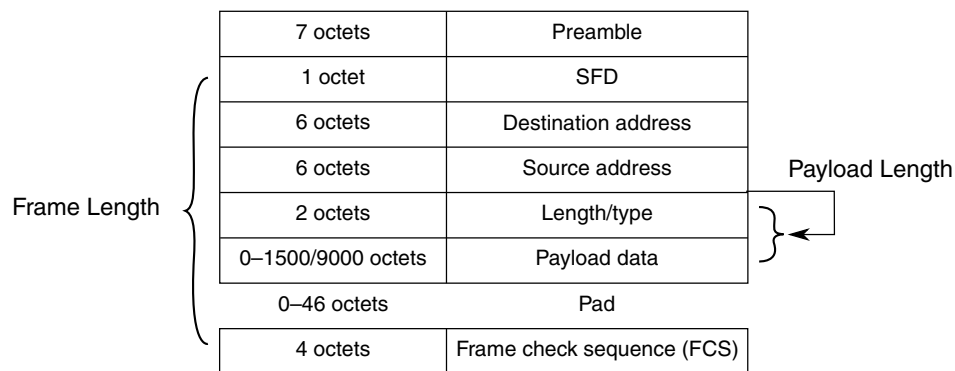 7 octets Preamble
1 octet SFD
6 octets Destination address
6 octets Source address
Payload Length
Frame Length
2 octets Length/type
0–1500/9000 octets Payload data
0–46 octets Pad
4 octets Frame check sequence (FCS)